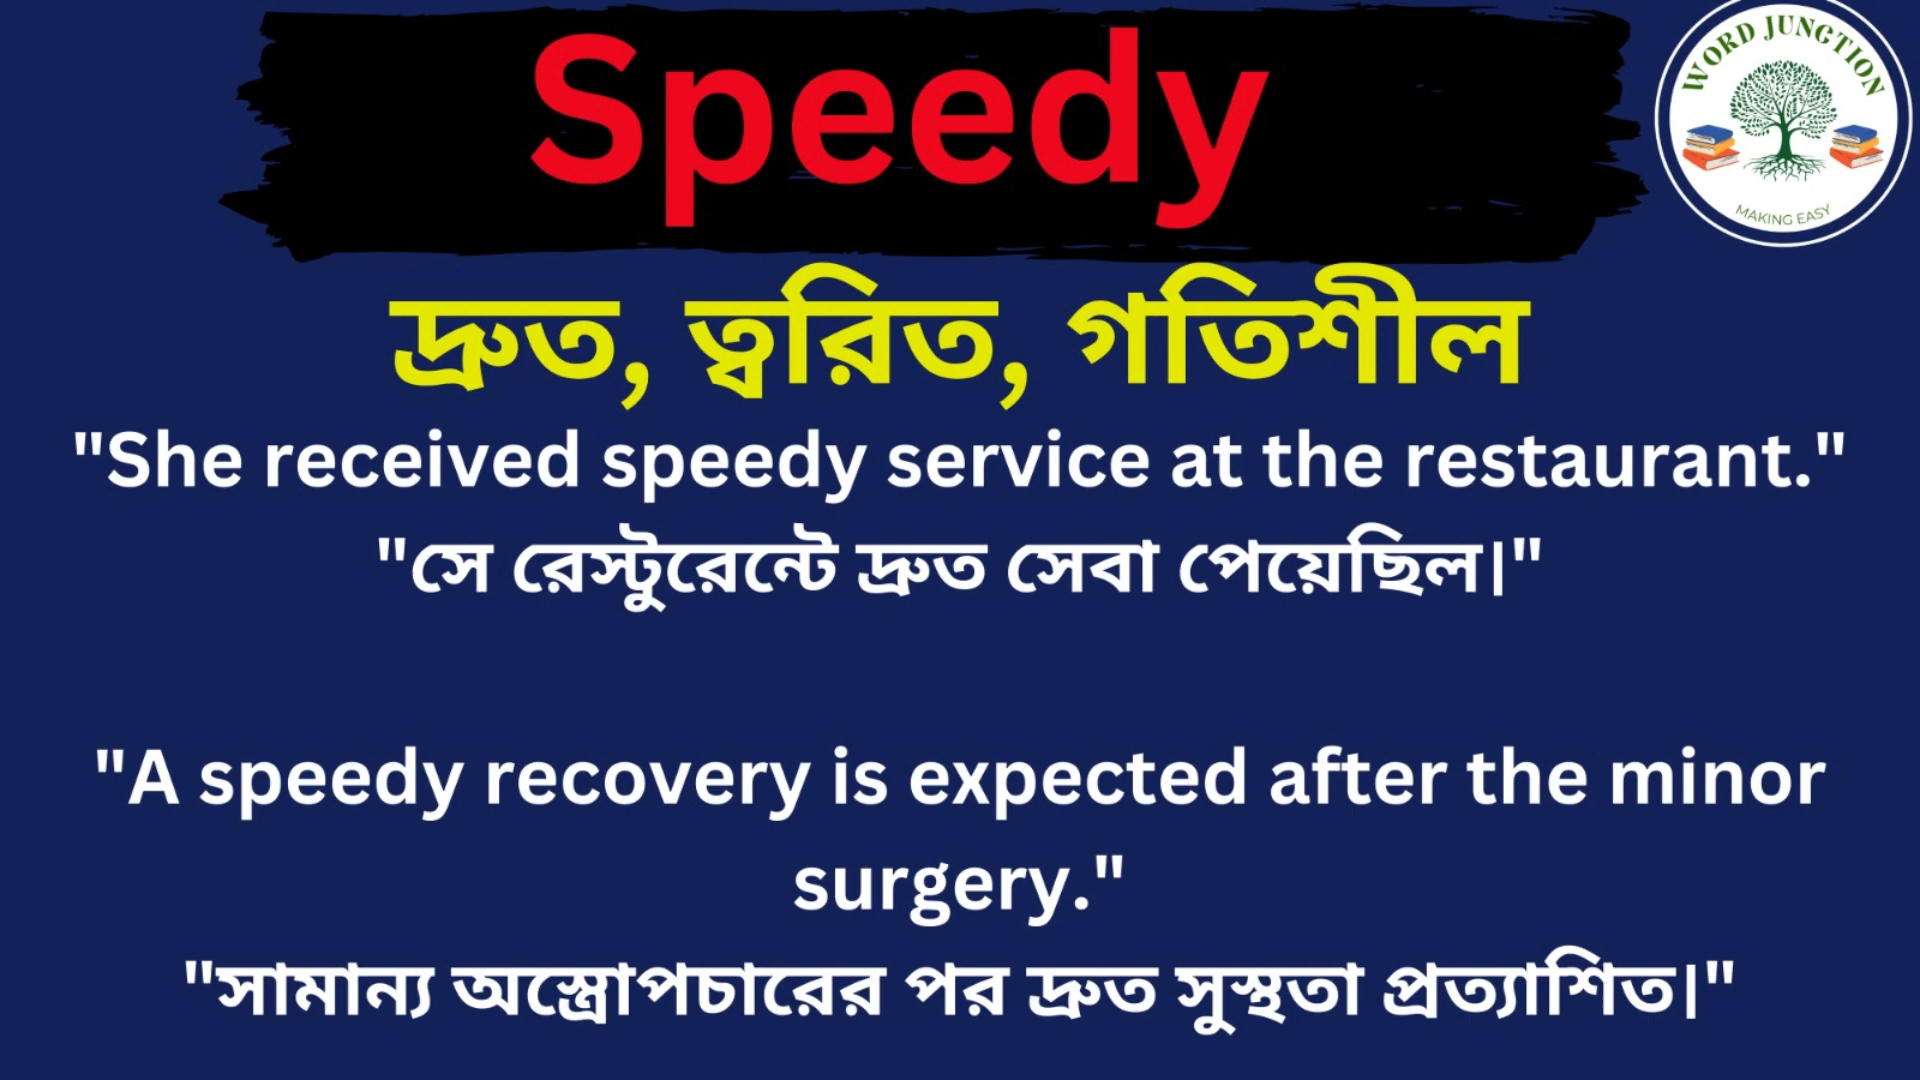 Speedy
WORD JUNCTION
MAKING EASY
দ্রুত, ত্বরিত, গতিশীল
"She received speedy service at the restaurant."
"সে রেস্টুরেন্টে দ্রুত সেবা পেয়েছিল।"
"A speedy recovery is expected after the minor
surgery."
"সামান্য অস্ত্রোপচারের পর দ্রুত সুস্থতা প্রত্যাশিত।"